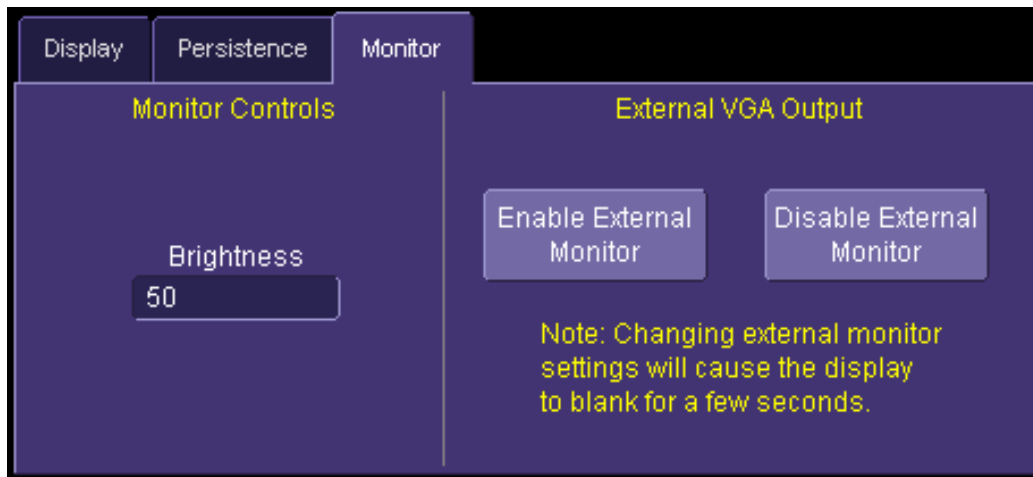 Display
Persistence
Monitor
Monitor Controls
Brightness
50
External VGA Output
Enable External
Monitor
Disable External
Monitor
Note: Changing external monitor
settings will cause the display
to blank for a few seconds.